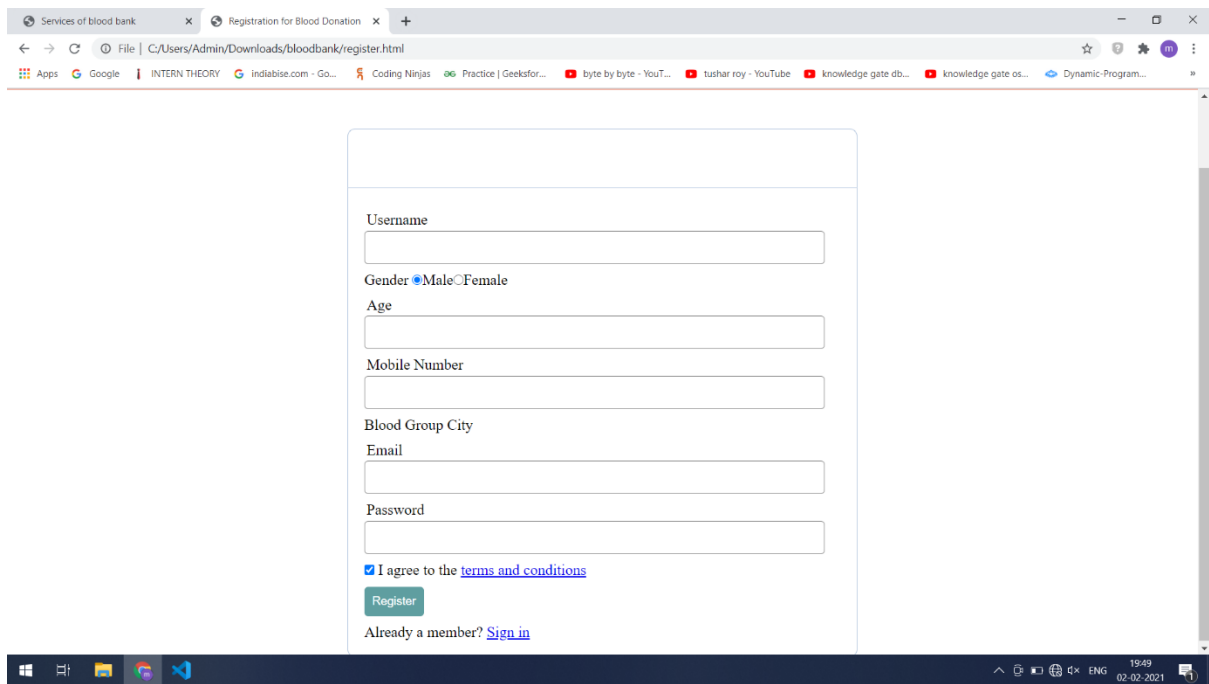 Services of blood bank
Registration for Blood Donation
File | C:/Users/Admin/Downloads/bloodbank/register.html
m
Apps Google INTERN THEORY indiabise.com - Go... Coding Ninjas Practice | Geeksfor... byte by byte - YouT... tushar roy - YouTube knowledge gate db... knowledge gate os... Dynamic-Program... »
Username
Gender Male Female
Age
Mobile Number
Blood Group City
Email
Password
I agree to the terms and conditions
Register
Already a member? Sign in
ENG 19:49
02-02-2021